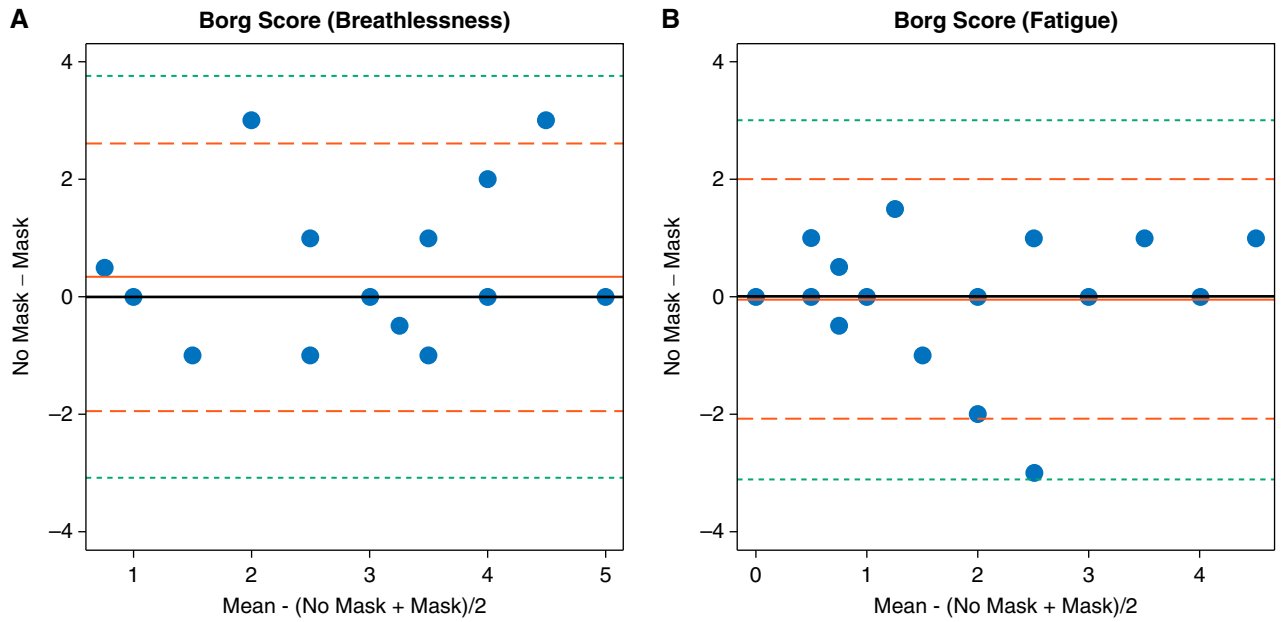 A
Borg Score (Breathlessness)
4
2
0
–2
–4
No Mask – Mask
1 2 3 4 5
Mean - (No Mask + Mask)/2
B
Borg Score (Fatigue)
4
2
0
–2
–4
No Mask – Mask
0 1 2 3 4
Mean - (No Mask + Mask)/2